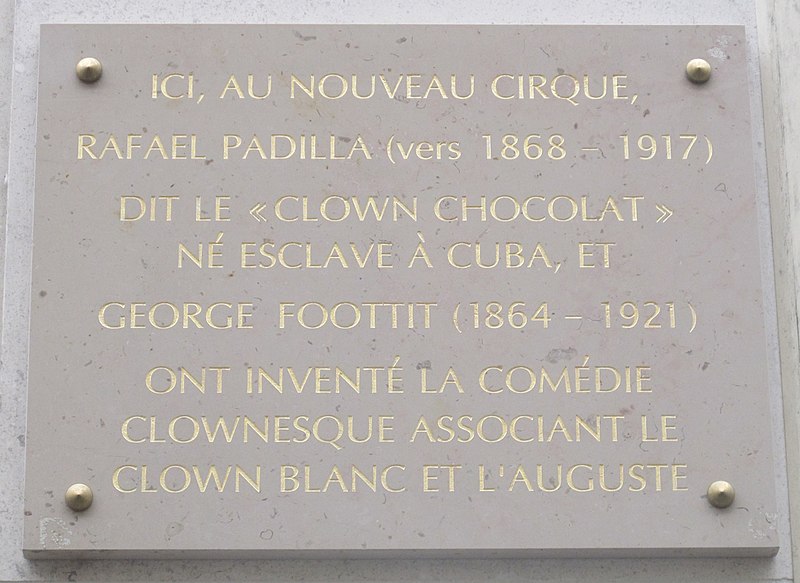 ICI, AU NOUVEAU CIRQUE,
RAFAEL PADILLA (vers 1868 – 1917)
DIT LE « CLOWN CHOCOLAT »
NÉ ESCLAVE À CUBA, ET
GEORGE FOOTTIT (1864 – 1921)
ONT INVENTÉ LA COMÉDIE
CLOWNESQUE ASSOCIANT LE
CLOWN BLANC ET L'AUGUSTE